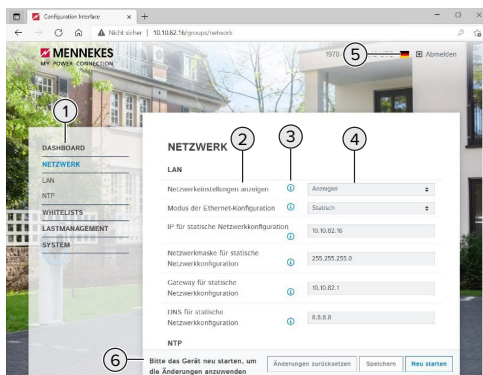 Configuration Interface
Nicht sicher | 10.10.82.16/groups/network
MENNEKES
MY POWER CONNECTION
1970
5
Abmelden
1
2
3
4
DASHBOARD
NETZWERK
LAN
NTP
WHITELISTS
LASTMANAGEMENT
SYSTEM
NETZWERK
LAN
Netzwerkeinstellungen anzeigen
Anzeigen
Modus der Ethernet-Konfiguration
Statisch
IP für statische Netzwerkkonfiguration
10.10.82.16
Netzwerkmaske für statische
Netzwerkkonfiguration
255.255.255.0
Gateway für statische
Netzwerkkonfiguration
10.10.82.1
DNS für statische
Netzwerkkonfiguration
8.8.8.8
NTP
6
Bitte das Gerät neu starten, um
die Änderungen anzuwenden
Änderungen zurücksetzen
Speichern
Neu starten